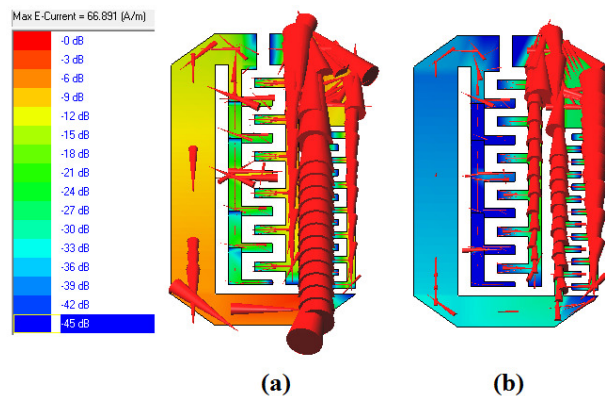 Max E-Current = 66.891 (A/m)
-0 dB
-3 dB
-6 dB
-9 dB
-12 dB
-15 dB
-18 dB
-21 dB
-24 dB
-27 dB
-30 dB
-33 dB
-36 dB
-39 dB
-42 dB
-45 dB
(a)
(b)